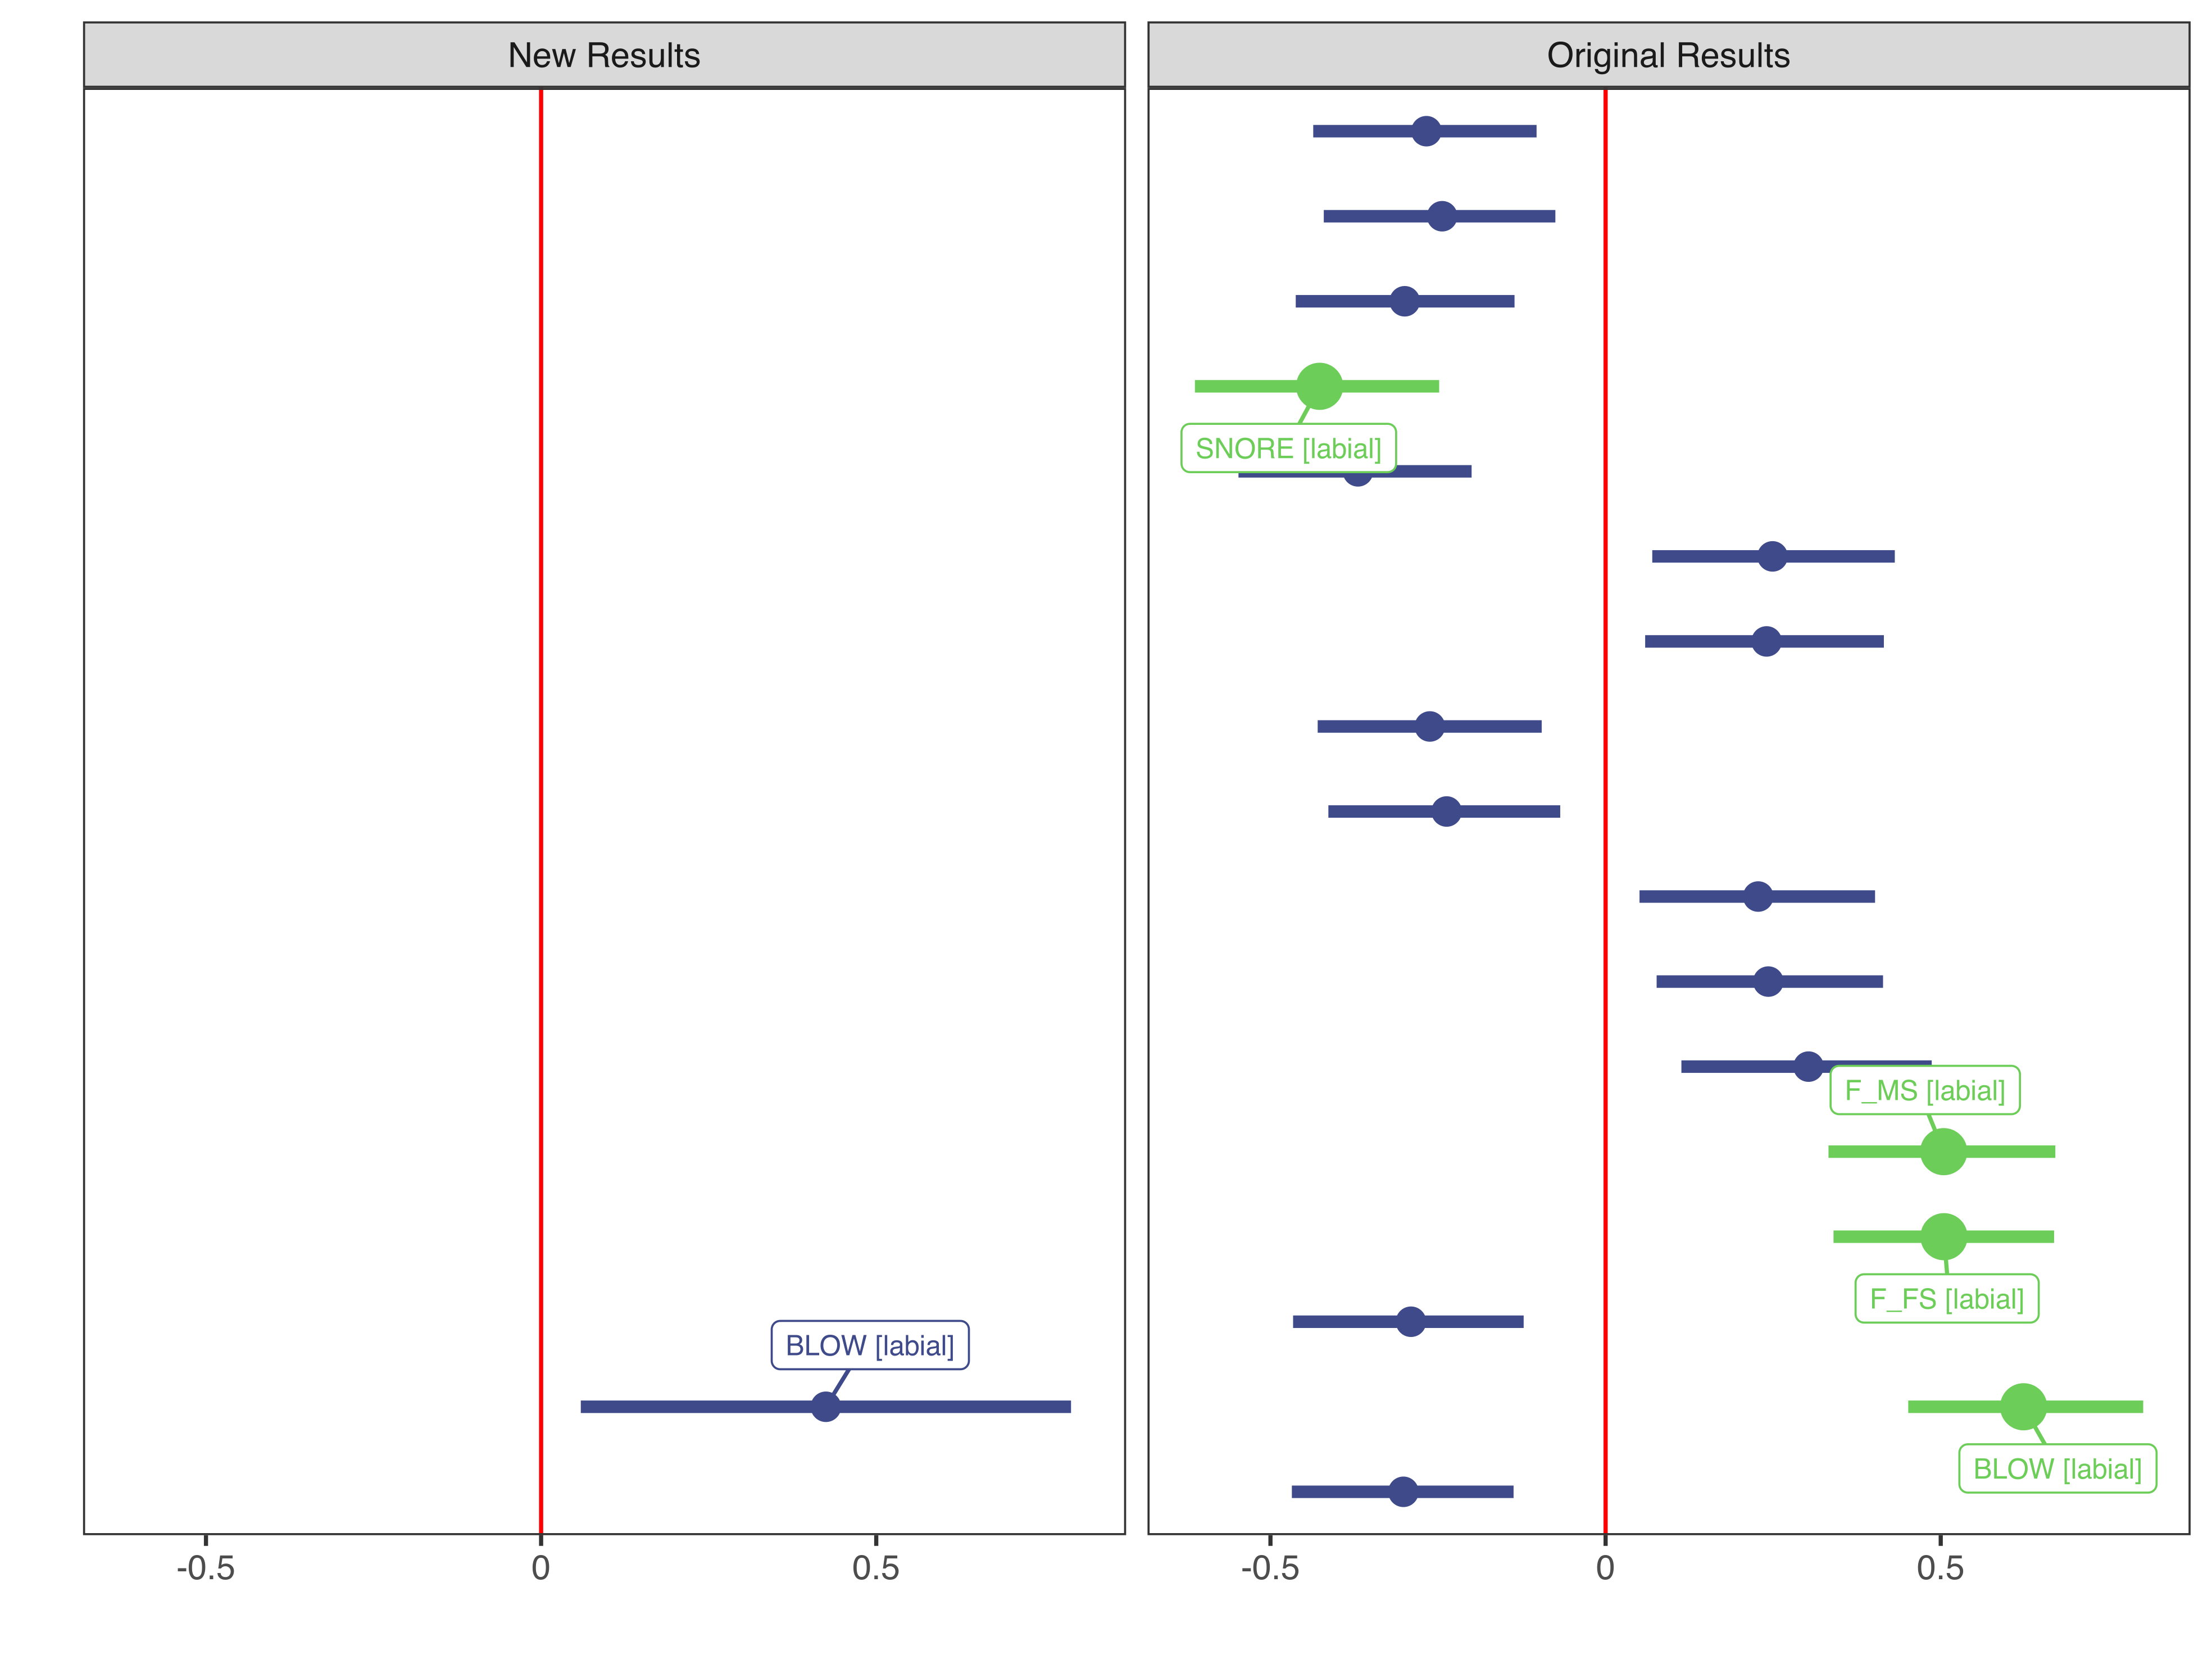 New Results
Original Results
SNORE [labial]
F_MS [labial]
F_FS [labial]
BLOW [labial]
BLOW [labial]
-0.5
0
0.5
-0.5
0
0.5